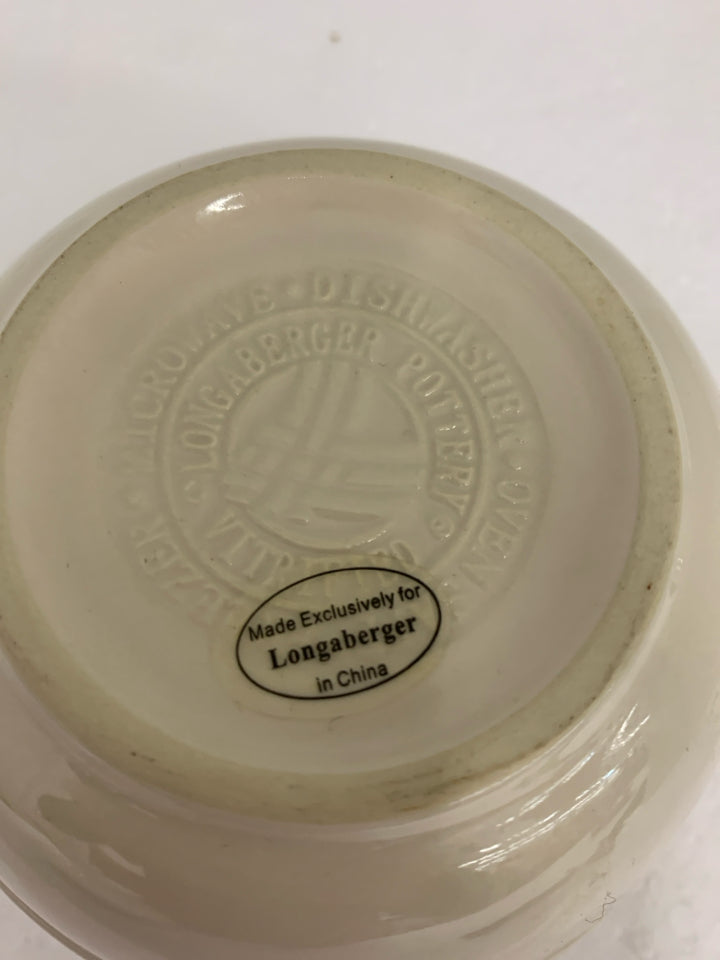 MICROWAVE · DISHWASHER · OVEN
LONGABERGER POTTERY
Made Exclusively for
Longaberger
in China